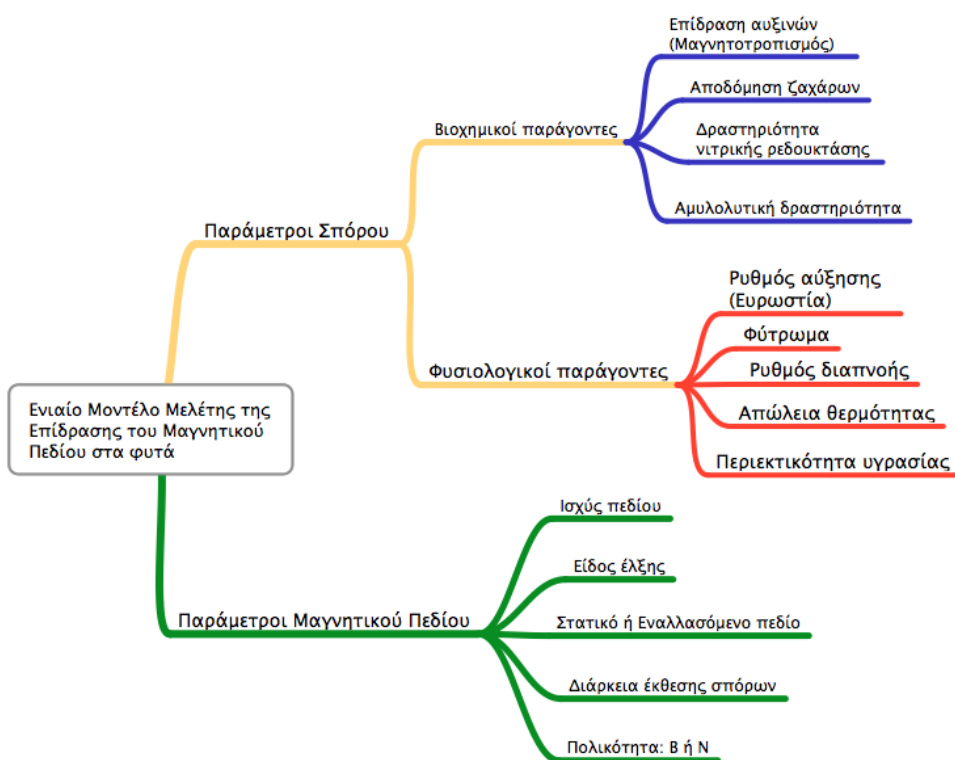 Επίδραση αυξινών
(Μαγνητοτροπισμός)
Αποδόμηση ζαχάρων
Δραστηριότητα
νιτρικής ρεδουκτάσης
Βιοχημικοί παράγοντες
Αμυλολυτική δραστηριότητα
Παράμετροι Σπόρου
Ρυθμός αύξησης
(Ευρωστία)
Φύτρωμα
Ρυθμός διαπνοής
Φυσιολογικοί παράγοντες
Απώλεια θερμότητας
Περιεκτικότητα υγρασίας
Ενιαίο Μοντέλο Μελέτης της
Επίδρασης του Μαγνητικού
Πεδίου στα φυτά
Ισχύς πεδίου
Είδος έλξης
Παράμετροι Μαγνητικού Πεδίου
Στατικό ή Εναλλασόμενο πεδίο
Διάρκεια έκθεσης σπόρων
Πολικότητα: Β ή Ν